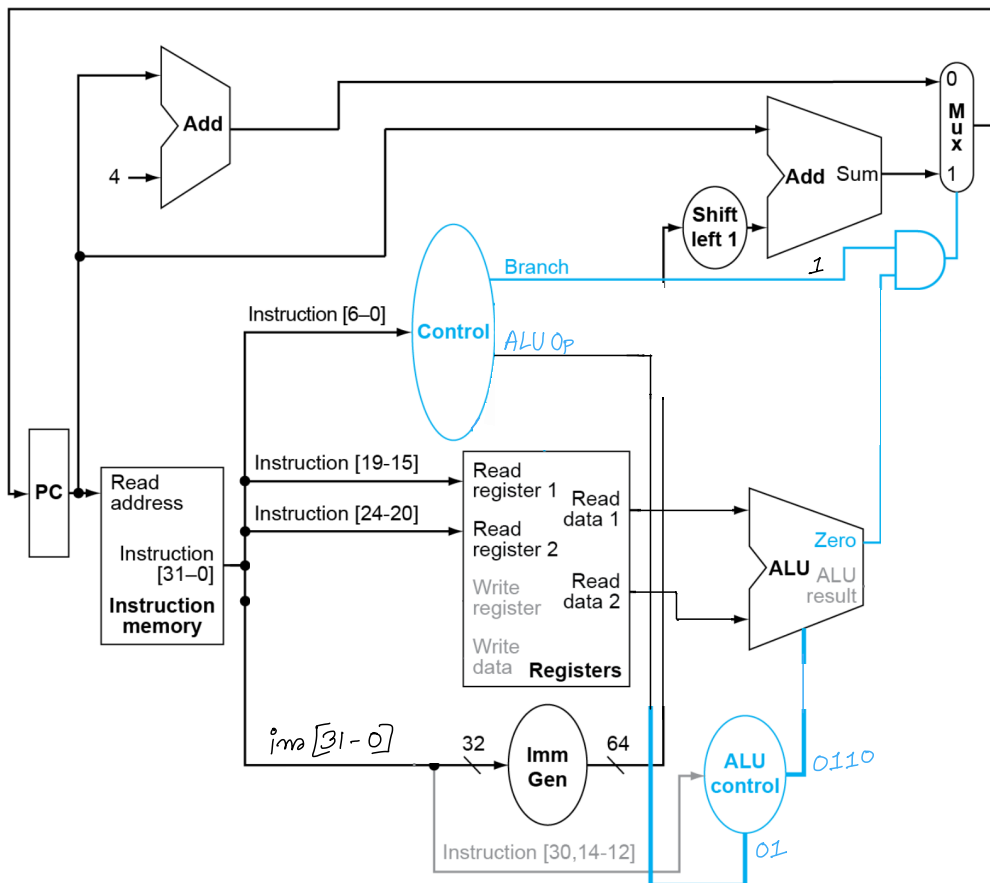 Add
4
0
Mux
1
Add Sum
Shift
left 1
Branch
1
Instruction [6–0]
Control
ALU Op
PC
Read
address
Instruction
[31–0]
Instruction
memory
Instruction [19-15]
Instruction [24-20]
Read
register 1
Read
data 1
Read
register 2
Read
data 2
Write
register
Write
data
Registers
Zero
ALU
ALU
result
[31-0]
32
Imm
Gen
64
ALU
control
0110
01
Instruction [30,14-12]